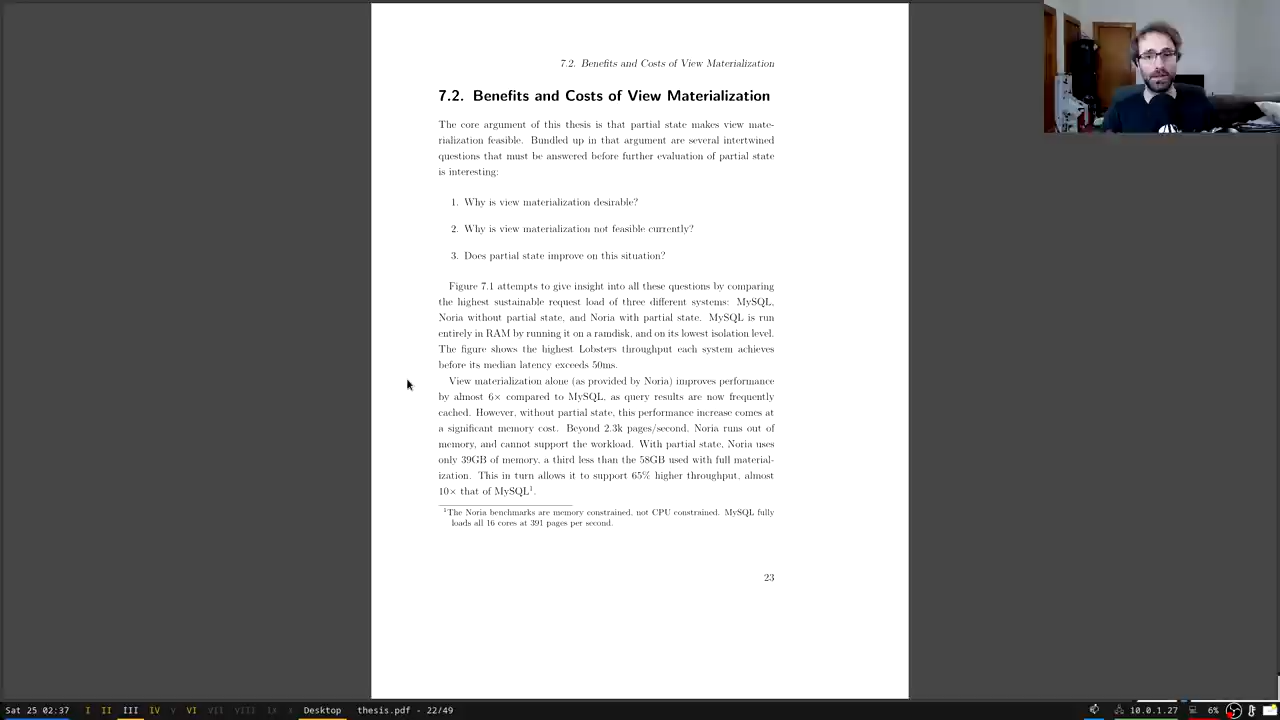 7.2. Benefits and Costs of View Materialization
7.2. Benefits and Costs of View Materialization
The core argument of this thesis is that partial state makes view mate-
rialization feasible. Bundled up in that argument are several intertwined
questions that must be answered before further evaluation of partial state
is interesting:
1. Why is view materialization desirable?
2. Why is view materialization not feasible currently?
3. Does partial state improve on this situation?
Figure 7.1 attempts to give insight into all these questions by comparing
the highest sustainable request load of three different systems: MySQL,
Noria without partial state, and Noria with partial state. MySQL is run
entirely in RAM by running it on a ramdisk, and on its lowest isolation level.
The figure shows the highest Lobsters throughput each system achieves
before its median latency exceeds 50ms.
View materialization alone (as provided by Noria) improves performance
by almost 6× compared to MySQL, as query results are now frequently
cached. However, without partial state, this performance increase comes at
a significant memory cost. Beyond 2.3k pages/second, Noria runs out of
memory, and cannot support the workload. With partial state, Noria uses
only 39GB of memory, a third less than the 58GB used with full material-
ization. This in turn allows it to support 65% higher throughput, almost
10× that of MySQL¹.
¹The Noria benchmarks are memory constrained, not CPU constrained. MySQL fully
loads all 16 cores at 391 pages per second.
23
Sat 25 02:37 I II III IV V VI VII VIII IX X Desktop thesis.pdf - 22/49 10.0.1.27 6%